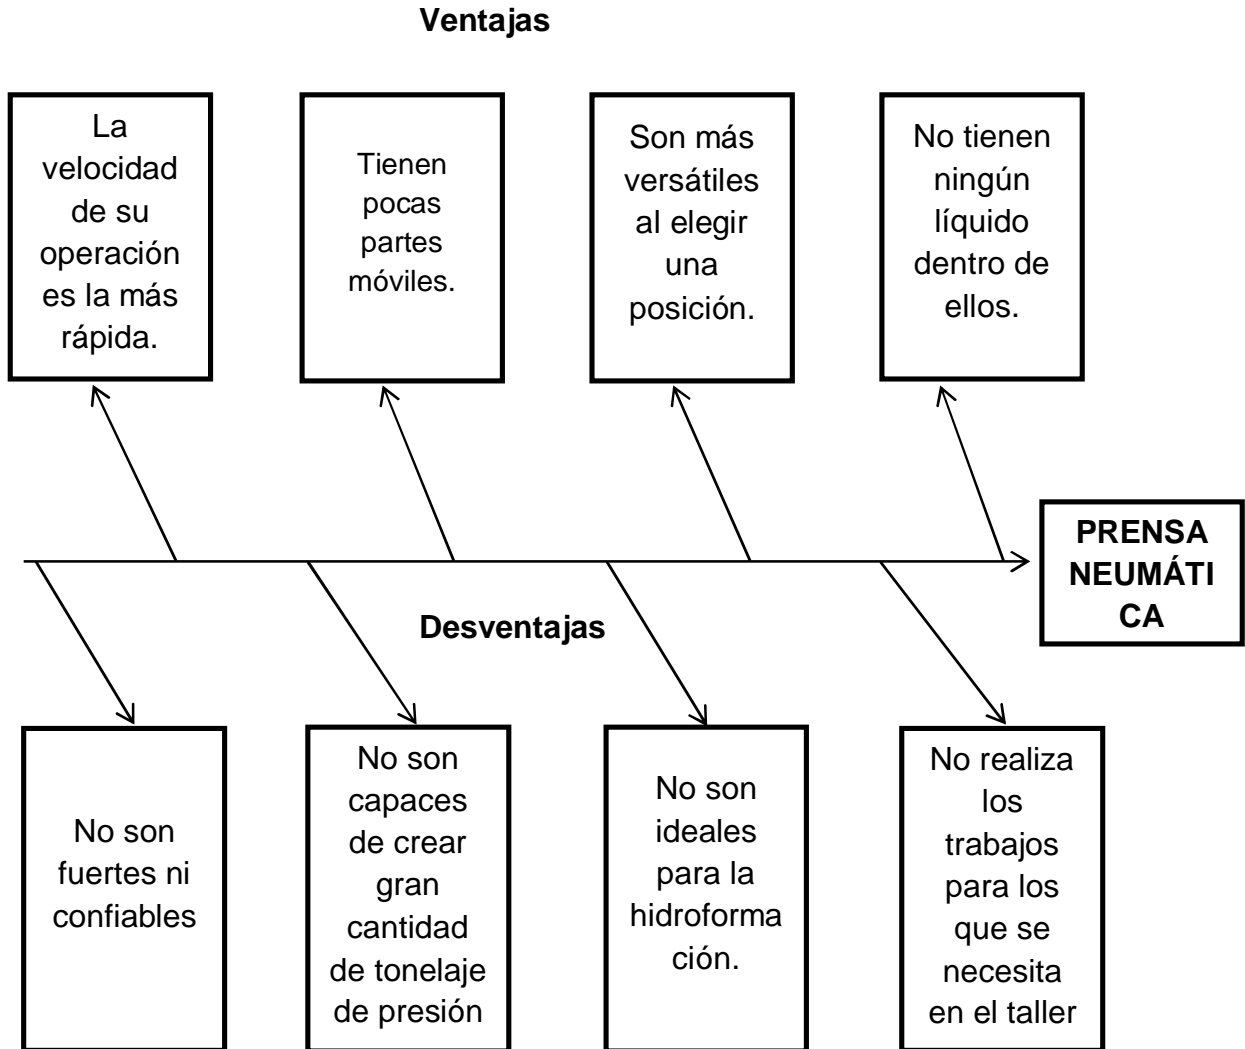 Ventajas
La
velocidad
de su
operación
es la más
rápida.
Tienen
pocas
partes
móviles.
Son más
versátiles
al elegir
una
posición.
No tienen
ningún
líquido
dentro de
ellos.
PRENSA
NEUMÁTI
CA
Desventajas
No son
fuertes ni
confiables
No son
capaces
de crear
gran
cantidad
de tonelaje
de presión
No son
ideales
para la
hidroforma
ción.
No realiza
los
trabajos
para los
que se
necesita
en el taller